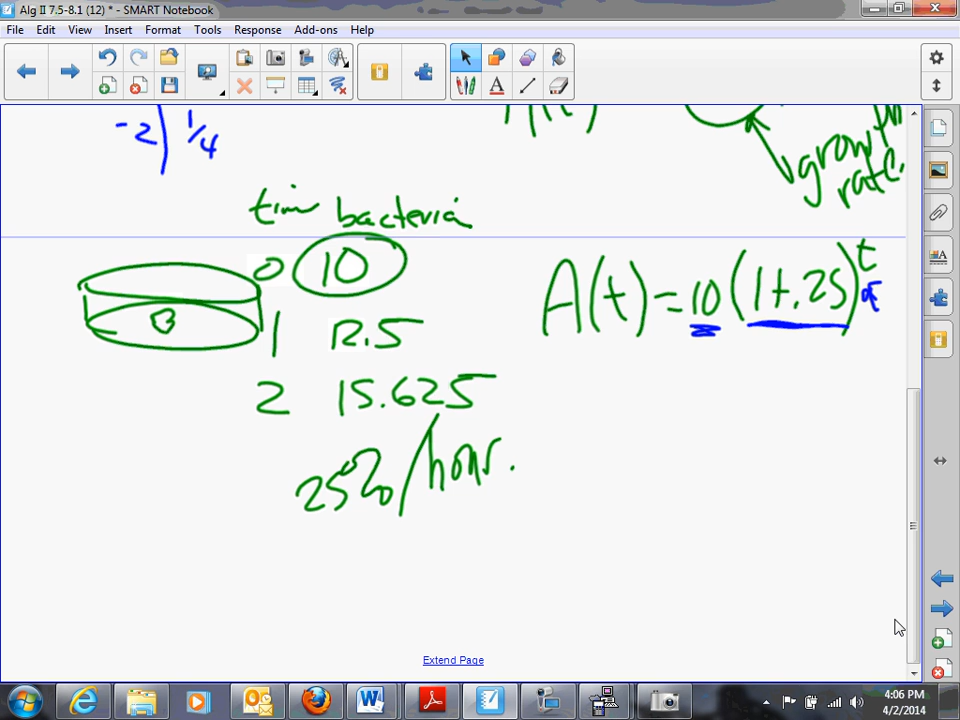 Alg II 7.5-8.1 (12) * - SMART Notebook
File Edit View Insert Format Tools Response Add-ons Help
-2 1/4
growth
rate.
tim bacteria
0 10
A(t) = 10(1+.25)^t
B
1 12.5
2 15.625
25%/hour.
Extend Page
4:06 PM
4/2/2014